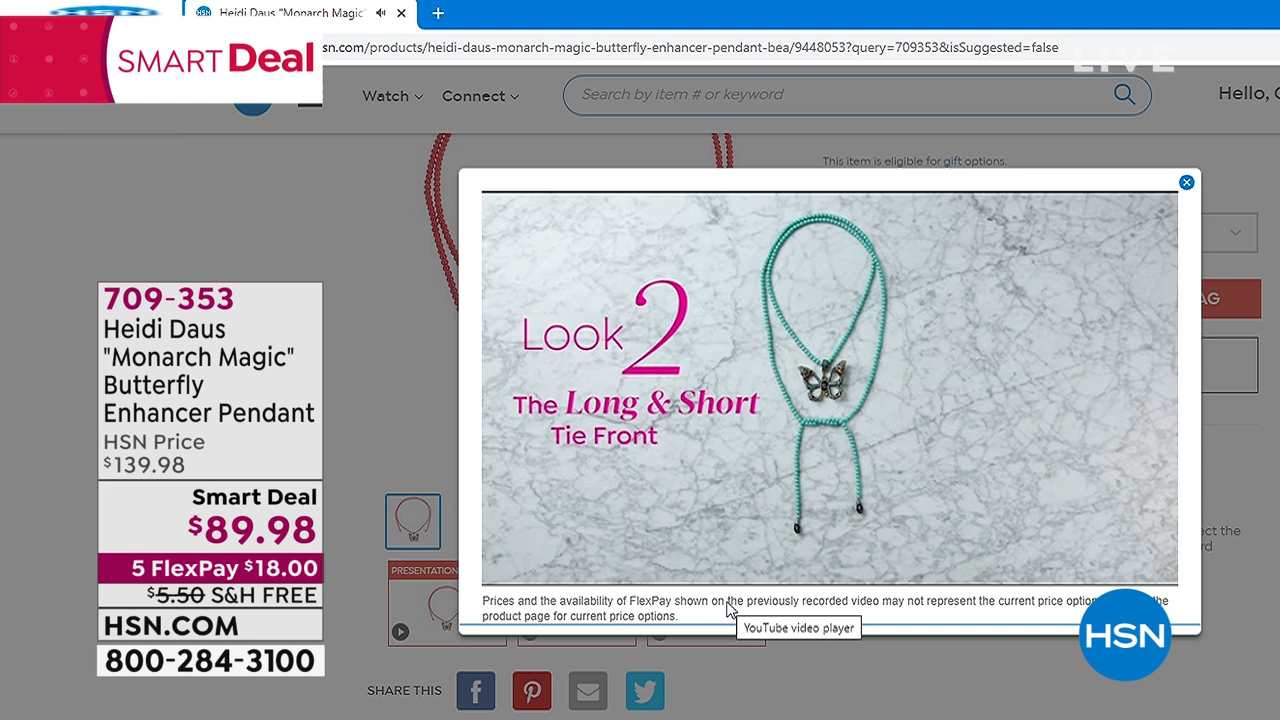 Heidi Daus "Monarch Magic"
SMART Deal
sn.com/products/heidi-daus-monarch-magic-butterfly-enhancer-pendant-bea/9448053?query=709353&isSuggested=false
LIVE
Watch
Connect
Search by item # or keyword
Hello,
This item is eligible for gift options.
AG
709-353
Heidi Daus
"Monarch Magic"
Butterfly
Enhancer Pendant
HSN Price
$139.98
Smart Deal
$89.98
5 FlexPay $18.00
$5.50 S&H FREE
HSN.COM
800-284-3100
Look 2
The Long & Short
Tie Front
ect the
rd
PRESENTATION
Prices and the availability of FlexPay shown on the previously recorded video may not represent the current price option
product page for current price options.
YouTube video player
HSN
SHARE THIS